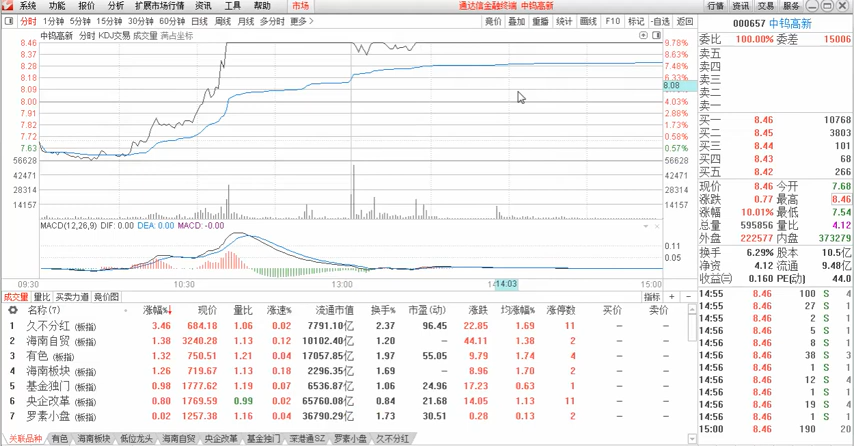 系统 功能 报价 分析 扩展市场行情 资讯 工具 帮助 市场 通达信金融终端 中钨高新 行情 资讯 交易 服务
分时 1分钟 5分钟 15分钟 30分钟 60分钟 日线 周线 月线 多分时 更多 竞价 叠加 重播 统计 画线 F10 标记 -自选 返回
000657 中钨高新
中钨高新 分时 KDJ交易 成交量 满占坐标
委比 100.00% 委差 15006
8.46 9.78%
8.37 8.63%
8.28 7.48%
8.18 6.33%
8.09 8.08
8.00 4.03%
7.91 2.88%
7.82 1.73%
7.72 0.58%
7.63 0.57%
56628 56628
42471 42471
28314 28314
14157 14157
卖五
卖四
卖三
卖二
卖一
买一 8.46 10768
买二 8.45 3803
买三 8.44 101
买四 8.43 68
买五 8.42 266
现价 8.46 今开 7.68
涨跌 0.77 最高 8.46
涨幅 10.01% 最低 7.54
总量 595856 量比 4.12
外盘 222577 内盘 373279
换手 6.29% 股本 10.5亿
净资 4.12 流通 9.48亿
收益㈢ 0.160 PE(动) 44.0
MACD(12,26,9) DIF: 0.00 DEA: 0.00 MACD: -0.00
0.11
0.05
09:30 10:30 13:00 14:03 15:00
成交量 量比 买卖力道 竞价图 指标 + −
名称(7) 涨幅%↓ 现价 量比 涨速% 流通市值 换手% 市盈(动) 涨跌 均涨幅% 涨停数 买价 卖价
1 久不分红(板指) 3.46 684.18 1.06 0.02 7791.10亿 2.37 96.45 22.85 1.69 11 — —
2 海南自贸(板指) 1.38 3240.28 1.13 0.12 10102.40亿 1.20 — 44.11 1.38 2 — —
3 有色(板指) 1.32 750.51 1.21 0.04 17057.85亿 1.97 55.05 9.79 1.74 4 — —
4 海南板块(板指) 1.26 719.67 1.13 0.18 2296.35亿 1.69 — 8.96 1.70 2 — —
5 基金独门(板指) 0.98 1777.62 1.19 0.07 6536.87亿 1.06 24.96 17.23 0.63 1 — —
6 央企改革(板指) 0.80 1769.59 0.99 0.02 65760.08亿 0.84 21.68 14.05 1.13 11 — —
7 罗素小盘(板指) 0.02 1257.38 1.16 0.04 36790.29亿 1.73 30.51 0.28 0.13 2 — —
14:55 8.46 100 S 4
14:55 8.46 27 S 1
14:55 8.46 2 S 1
14:56 8.46 5 S 1
14:56 8.46 8 S 1
14:56 8.46 38 S 3
14:56 8.46 1 S 1
14:56 8.46 12 S 4
14:56 8.46 1 S 1
14:56 8.46 19 S 4
14:56 8.46 1 S 1
15:00 8.46 190 20
关联品种 有色 海南板块 低位龙头 海南自贸 央企改革 基金独门 深港通SZ 罗素小盘 久不分红